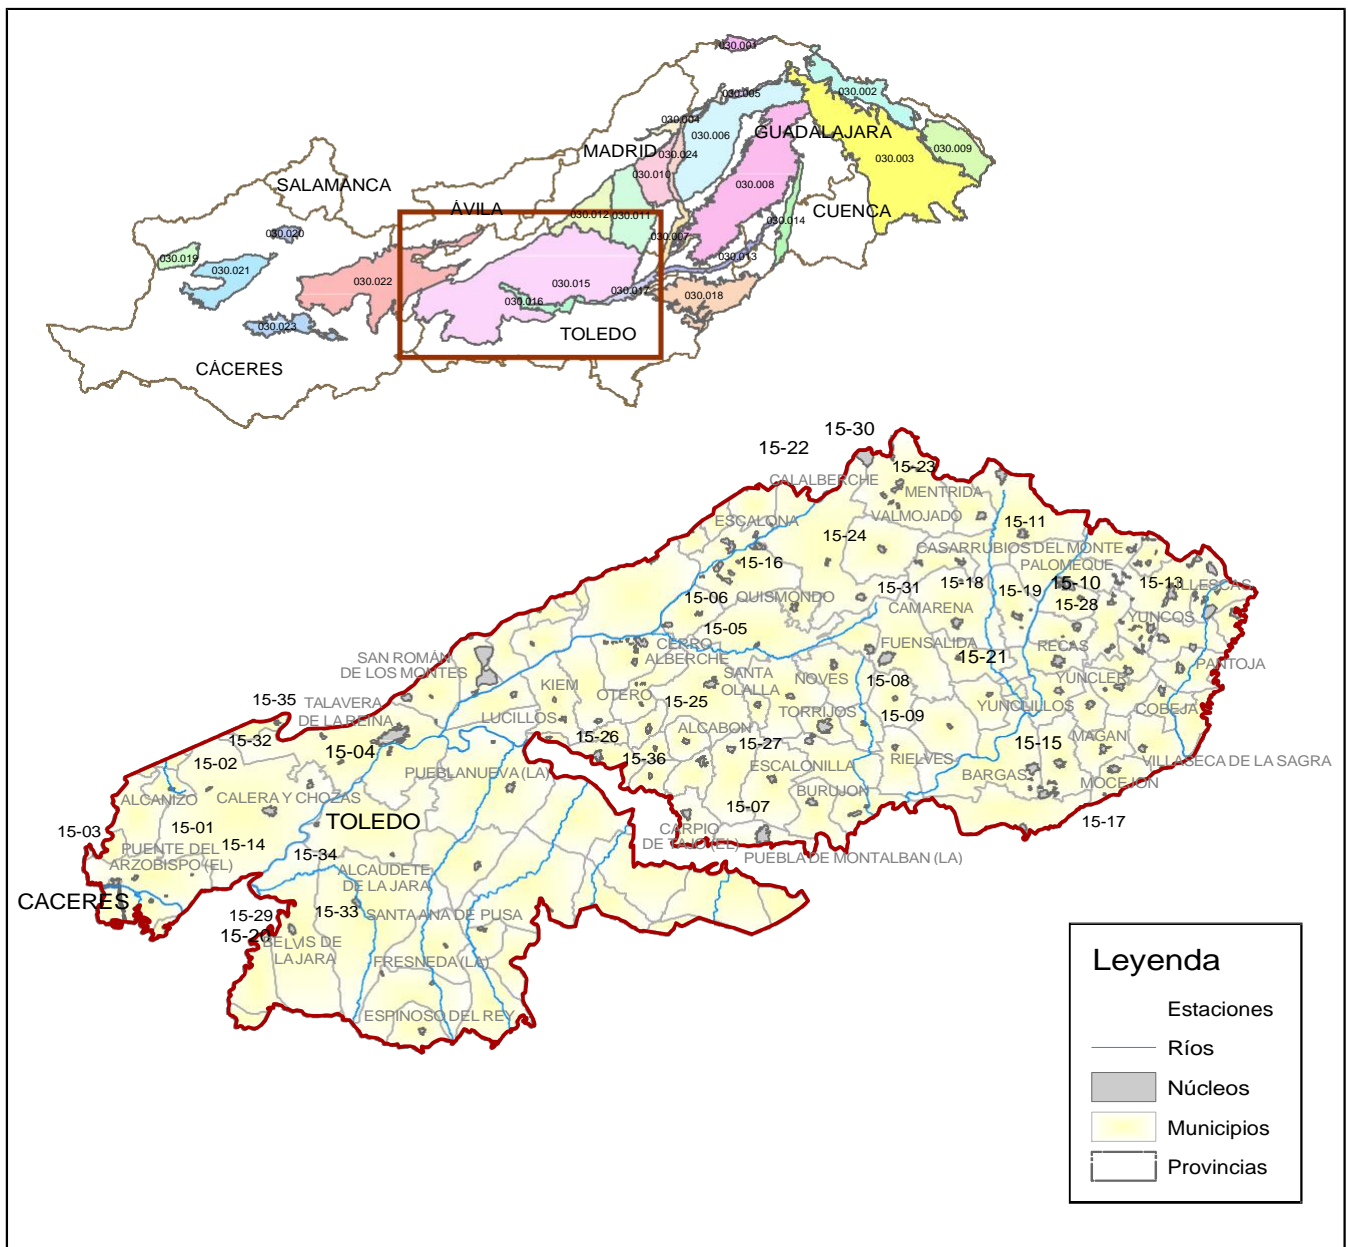 030.001
030.002
030.005
030.004
030.006
GUADALAJARA
MADRID
030.024
030.009
030.003
030.010
SALAMANCA
030.008
ÁVILA
CUENCA
030.012
030.011
030.014
030.020
030.007
030.019
030.013
030.021
030.022
030.015
030.017
030.018
030.016
030.023
TOLEDO
CÁCERES
15-30
15-22
15-23
CALALBERCHE
MENTRIDA
VALMOJADO
ESCALONA
15-11
15-24
CASARRUBIOS DEL MONTE
15-16
PALOMEQUE
15-18
15-10
15-13
ILLESCAS
15-31
15-19
15-06
QUISMONDO
15-28
CAMARENA
YUNCOS
15-05
CERRO
ALBERCHE
FUENSALIDA
RECAS
SAN ROMÁN
DE LOS MONTES
15-21
PANTOJA
SANTA
OLALLA
NOVES
YUNCLER
KIEM
15-08
OTERO
15-35
TALAVERA
DE LA REINA
15-25
YUNCLILLOS
COBEJA
TORRIJOS
15-09
LUCILLOS
ALCABON
15-32
15-26
15-27
15-15
MAGAN
15-04
15-36
RIELVES
VILLASECA DE LA SAGRA
15-02
ESCALONILLA
PUEBLANUEVA (LA)
BARGAS
MOCEJON
ALCAÑIZO
CALERA Y CHOZAS
BURUJON
15-07
TOLEDO
15-17
15-03
15-01
CARPIO
DE TAJO (EL)
15-14
PUENTE DEL
ARZOBISPO (EL)
15-34
PUEBLA DE MONTALBAN (LA)
ALCAUDETE
DE LA JARA
CACERES
15-29
15-33
SANTA ANA DE PUSA
15-20
BELVIS DE
LA JARA
FRESNEDA (LA)
ESPINOSO DEL REY
Leyenda
Estaciones
Ríos
Núcleos
Municipios
Provincias